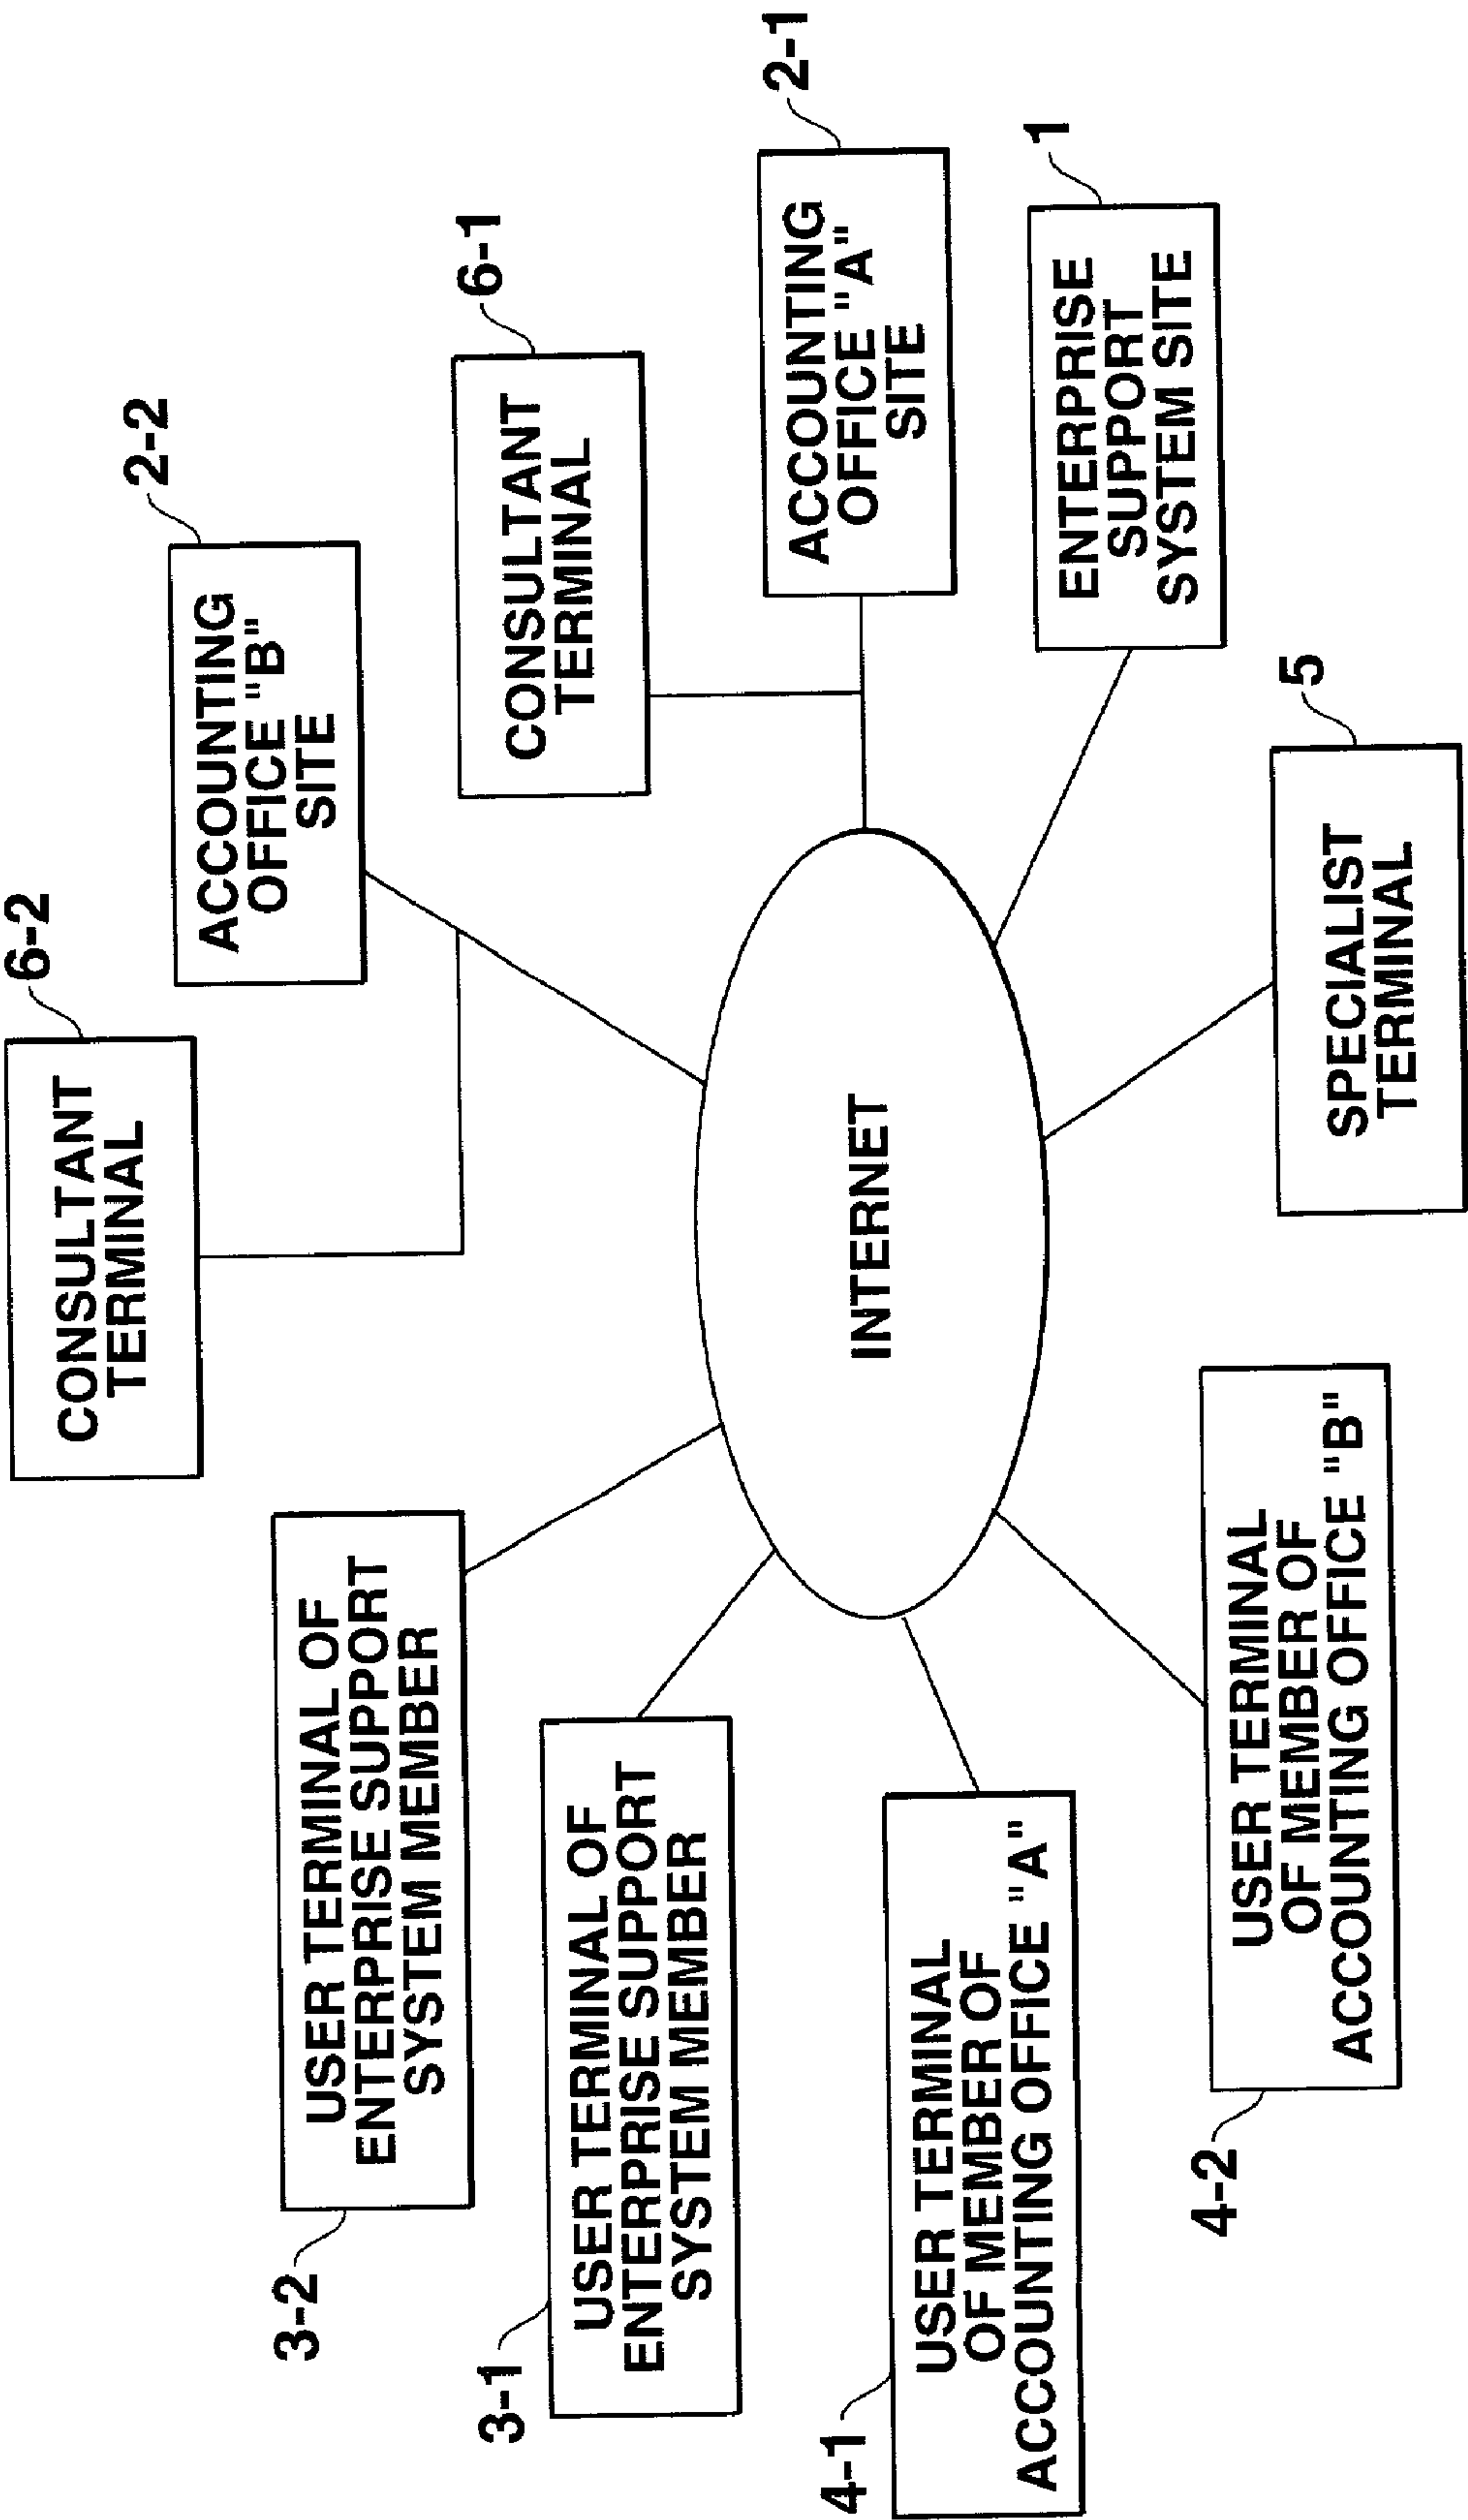 6-2
CONSULTANT
TERMINAL
2-2
ACCOUNTING
OFFICE "B"
SITE
6-1
CONSULTANT
TERMINAL
2-1
ACCOUNTING
OFFICE "A"
SITE
1
ENTERPRISE
SUPPORT
SYSTEM SITE
3-2
USER TERMINAL OF
ENTERPRISE SUPPORT
SYSTEM MEMBER
3-1
USER TERMINAL OF
ENTERPRISE SUPPORT
SYSTEM MEMBER
INTERNET
4-1
USER TERMINAL
OF MEMBER OF
ACCOUNTING OFFICE "A"
4-2
USER TERMINAL
OF MEMBER OF
ACCOUNTING OFFICE "B"
5
SPECIALIST
TERMINAL